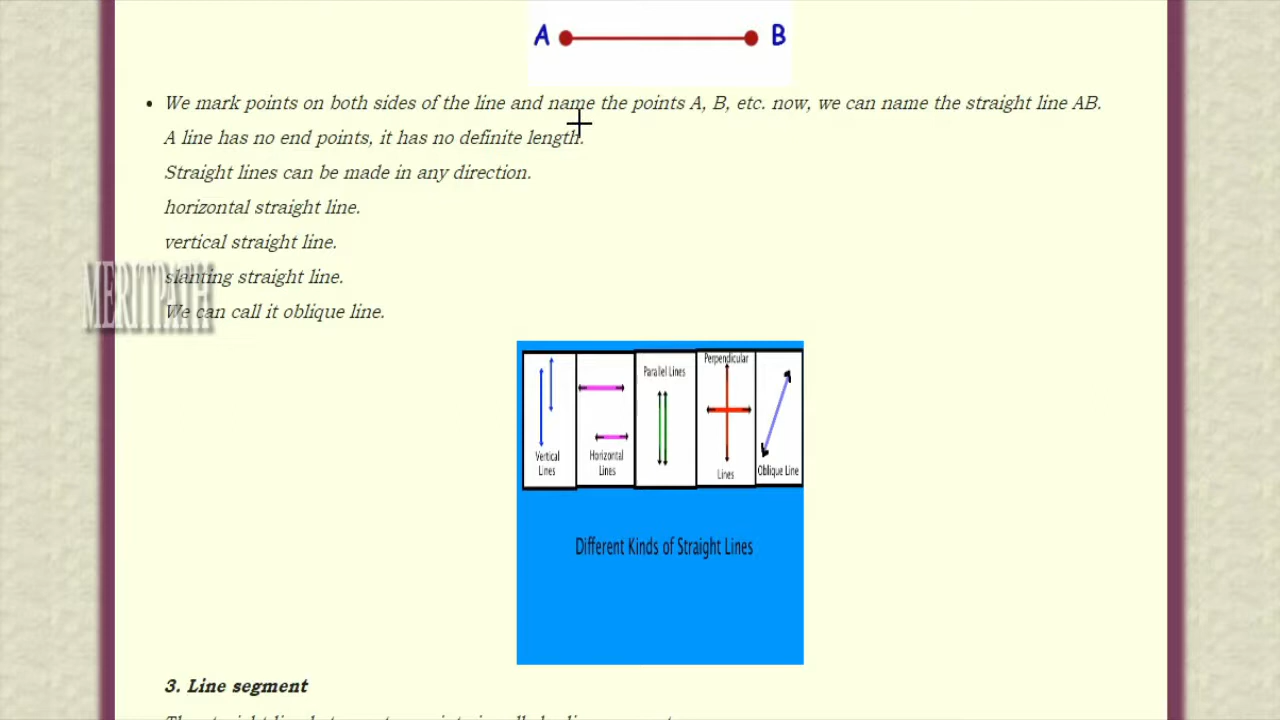 A B
We mark points on both sides of the line and name the points A, B, etc. now, we can name the straight line AB.
A line has no end points, it has no definite length.
Straight lines can be made in any direction.
horizontal straight line.
vertical straight line.
slanting straight line.
MERITPATH
We can call it oblique line.
Vertical
Lines
Horizontal
Lines
Parallel Lines
Perpendicular
Lines
Oblique Line
Different Kinds of Straight Lines
3. Line segment